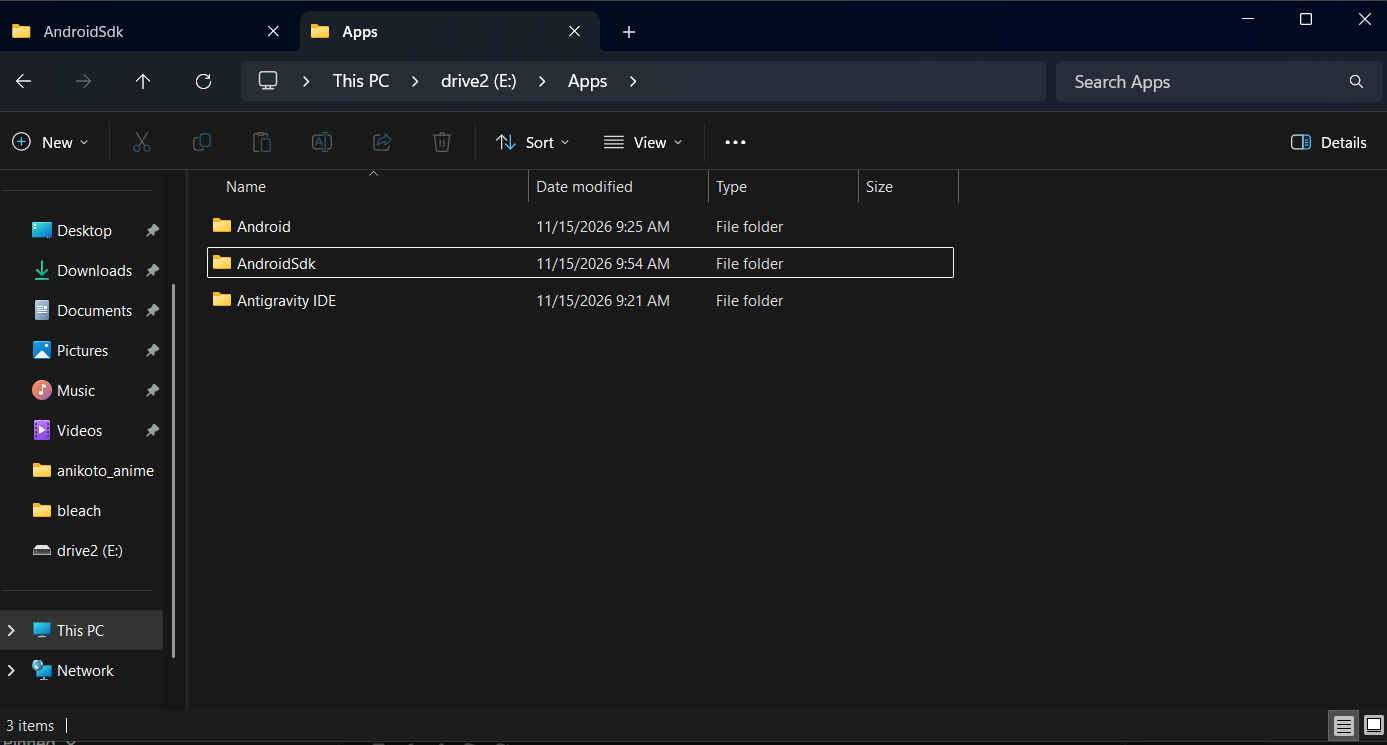 AndroidSdk
Apps
This PC
drive2 (E:)
Apps
Search Apps
New
Sort
View
Details
Name
Date modified
Type
Size
Android 11/15/2026 9:25 AM File folder
AndroidSdk 11/15/2026 9:54 AM File folder
Antigravity IDE 11/15/2026 9:21 AM File folder
Desktop
Downloads
Documents
Pictures
Music
Videos
anikoto_anime
bleach
drive2 (E:)
This PC
Network
3 items